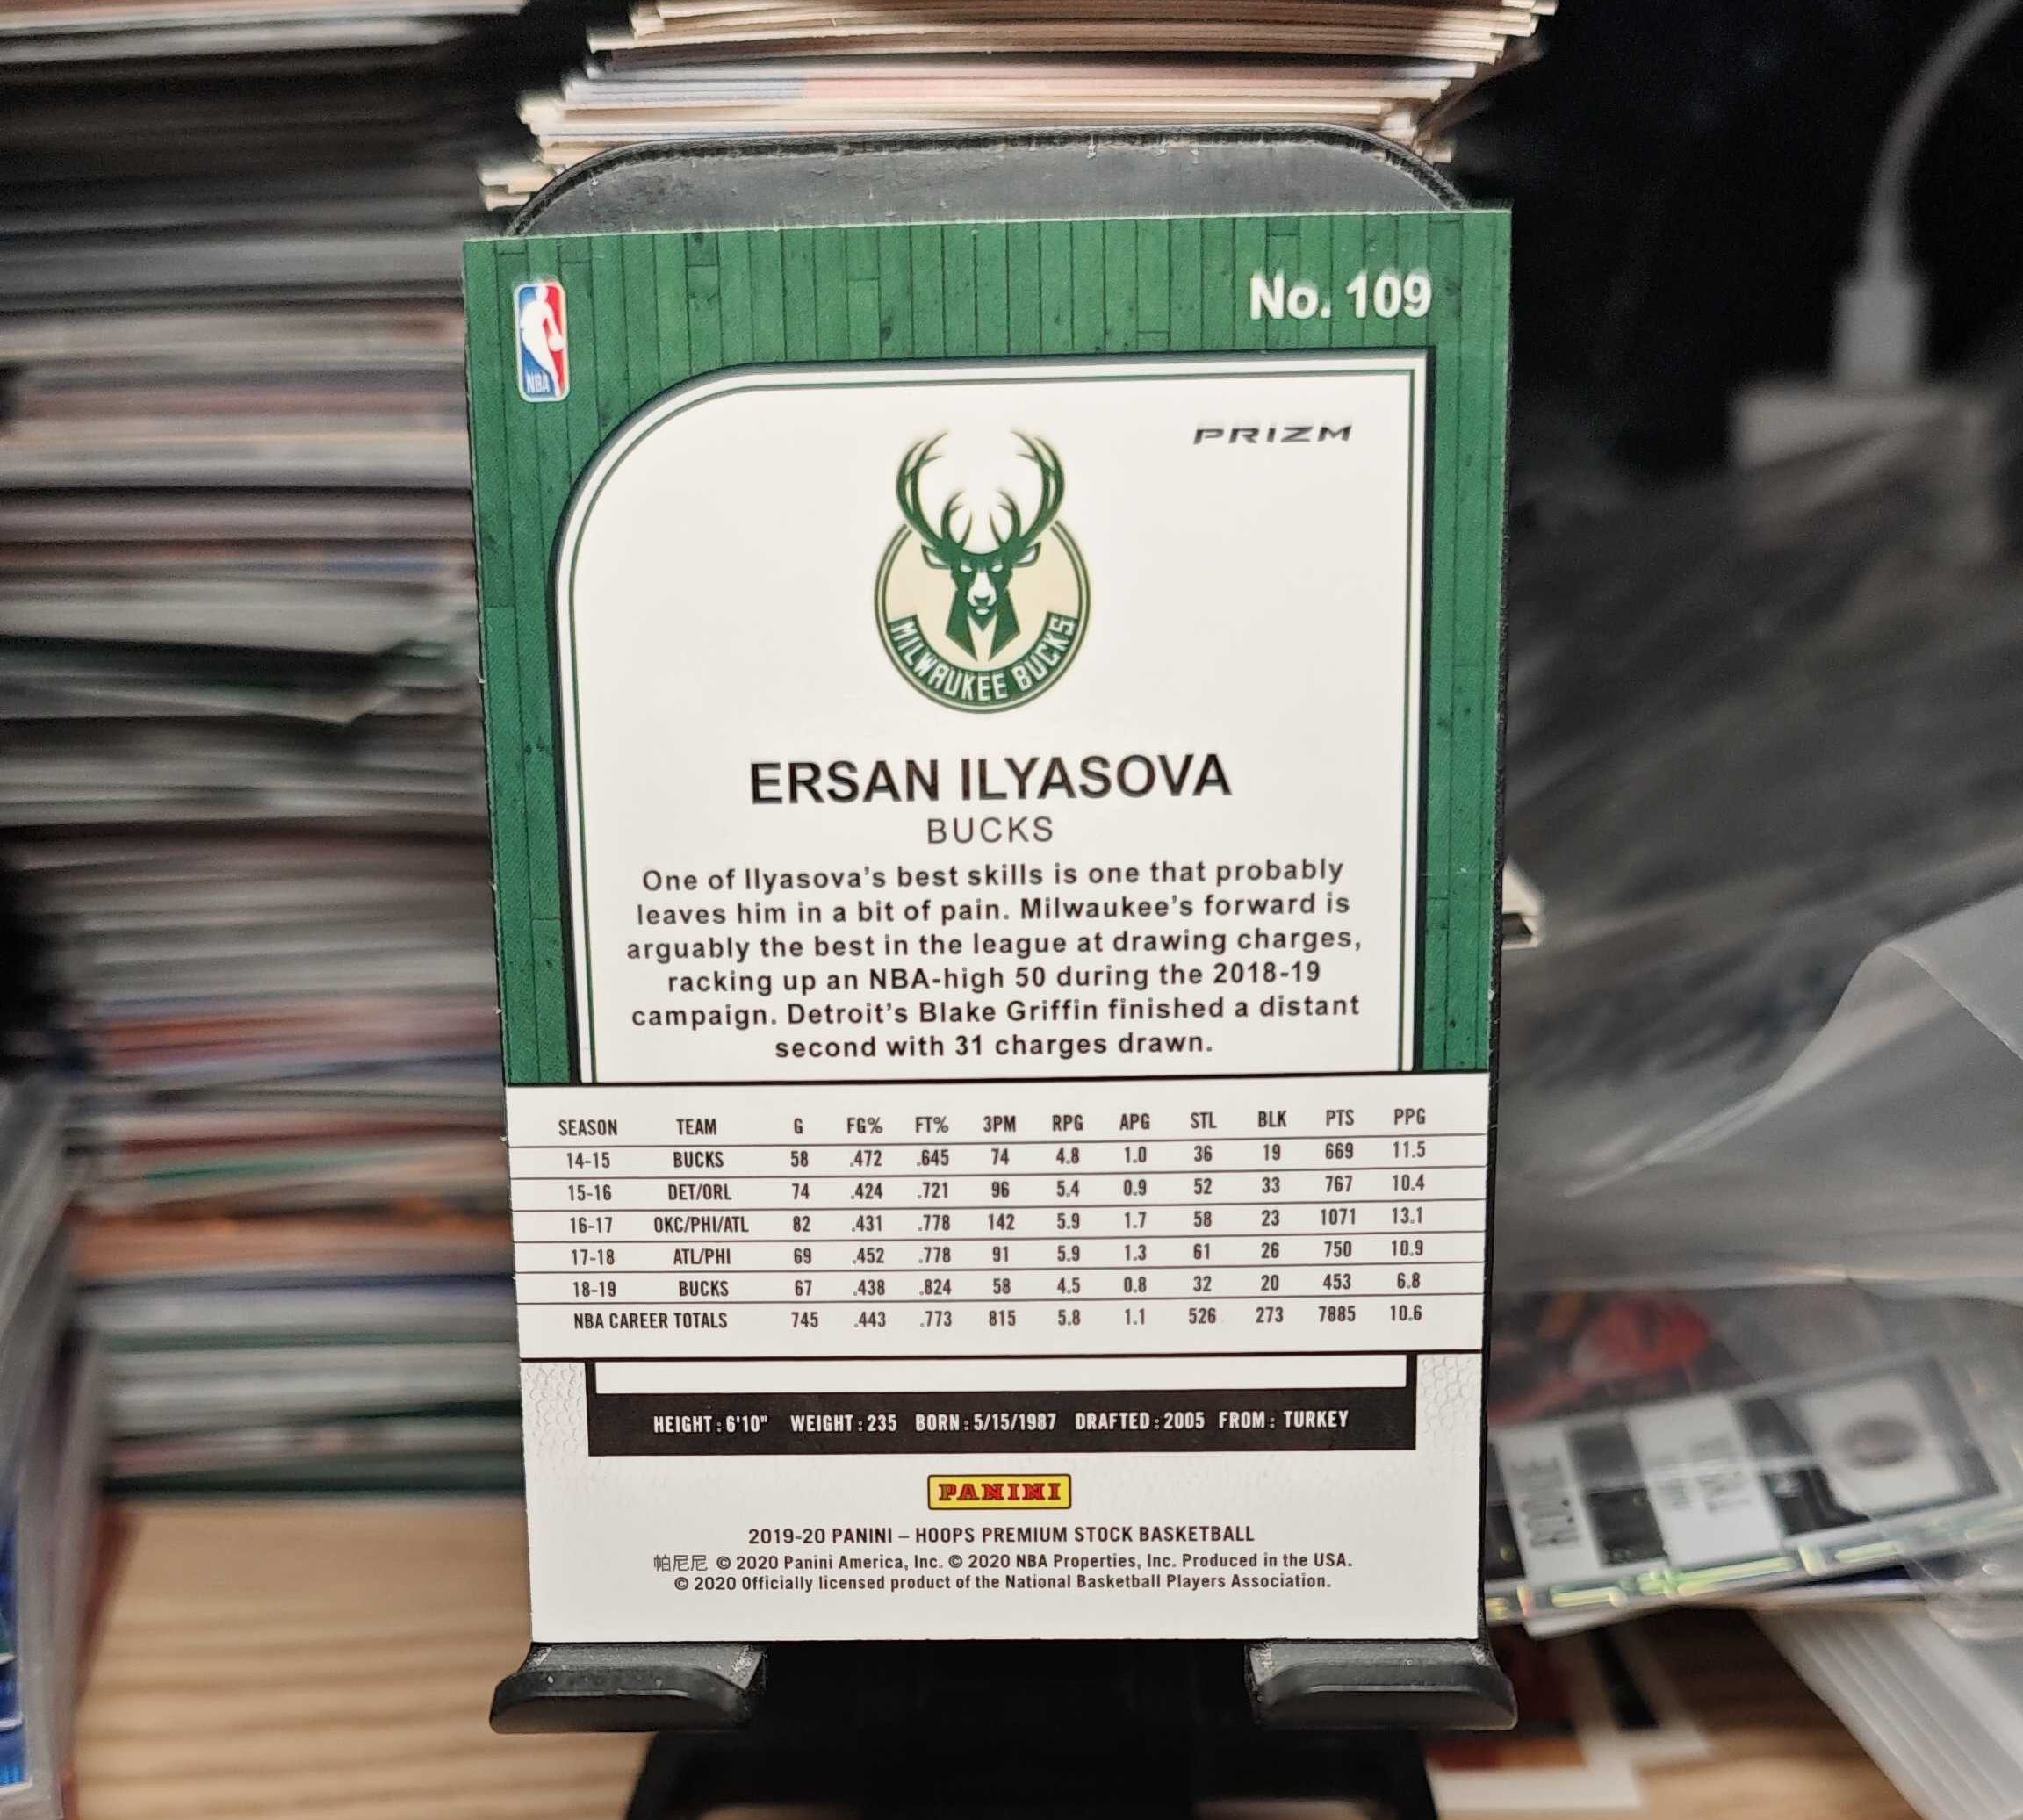 No. 109
NBA
PRIZM
MILWAUKEE BUCKS
ERSAN ILYASOVA
BUCKS
One of Ilyasova's best skills is one that probably
leaves him in a bit of pain. Milwaukee's forward is
arguably the best in the league at drawing charges,
racking up an NBA-high 50 during the 2018-19
campaign. Detroit's Blake Griffin finished a distant
second with 31 charges drawn.
SEASON TEAM G FG% FT% 3PM RPG APG STL BLK PTS PPG
14-15 BUCKS 58 .472 .645 74 4.8 1.0 36 19 669 11.5
15-16 DET/ORL 74 .424 .721 96 5.4 0.9 52 33 767 10.4
16-17 OKC/PHI/ATL 82 .431 .778 142 5.9 1.7 58 23 1071 13.1
17-18 ATL/PHI 69 .452 .778 91 5.9 1.3 61 26 750 10.9
18-19 BUCKS 67 .438 .824 58 4.5 0.8 32 20 453 6.8
NBA CAREER TOTALS 745 .443 .773 815 5.8 1.1 526 273 7885 10.6
HEIGHT: 6'10" WEIGHT: 235 BORN: 5/15/1987 DRAFTED: 2005 FROM: TURKEY
PANINI
2019-20 PANINI – HOOPS PREMIUM STOCK BASKETBALL
帕尼尼 © 2020 Panini America, Inc. © 2020 NBA Properties, Inc. Produced in the USA.
© 2020 Officially licensed product of the National Basketball Players Association.